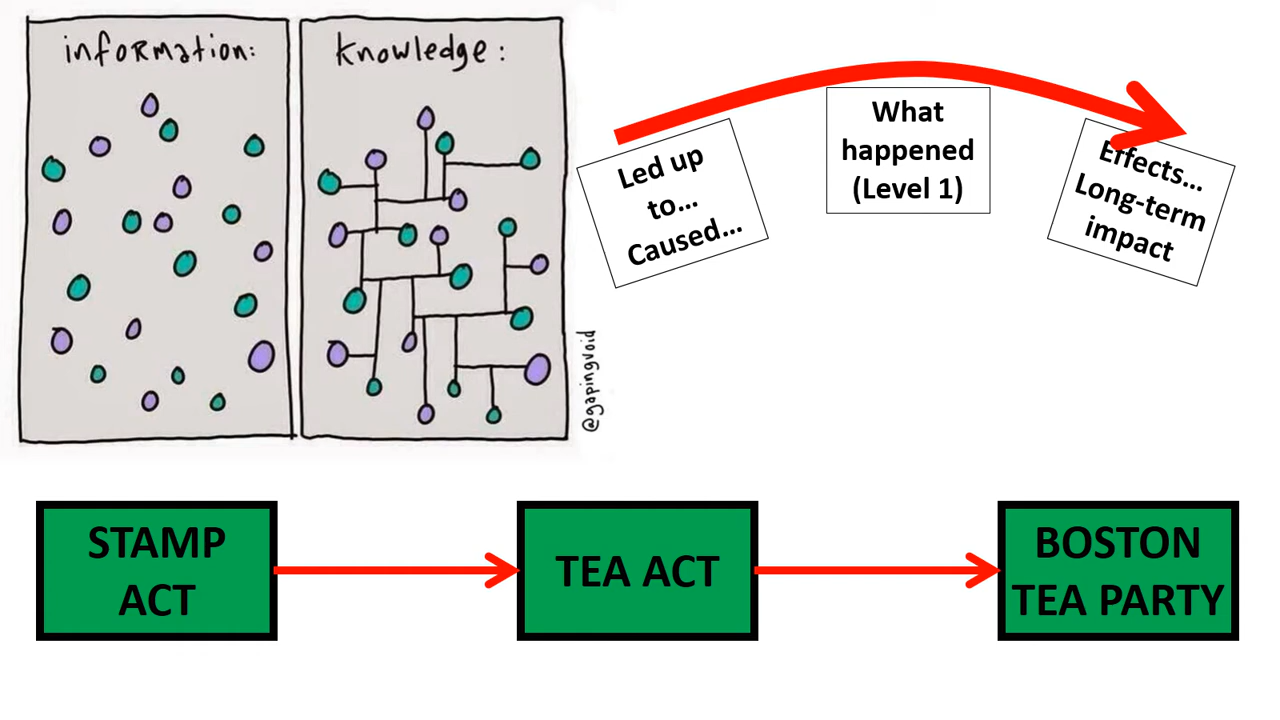 information:
knowledge:
@gapingvoid
Led up
to...
Caused...
What
happened
(Level 1)
Effects...
Long-term
impact
STAMP
ACT
TEA ACT
BOSTON
TEA PARTY